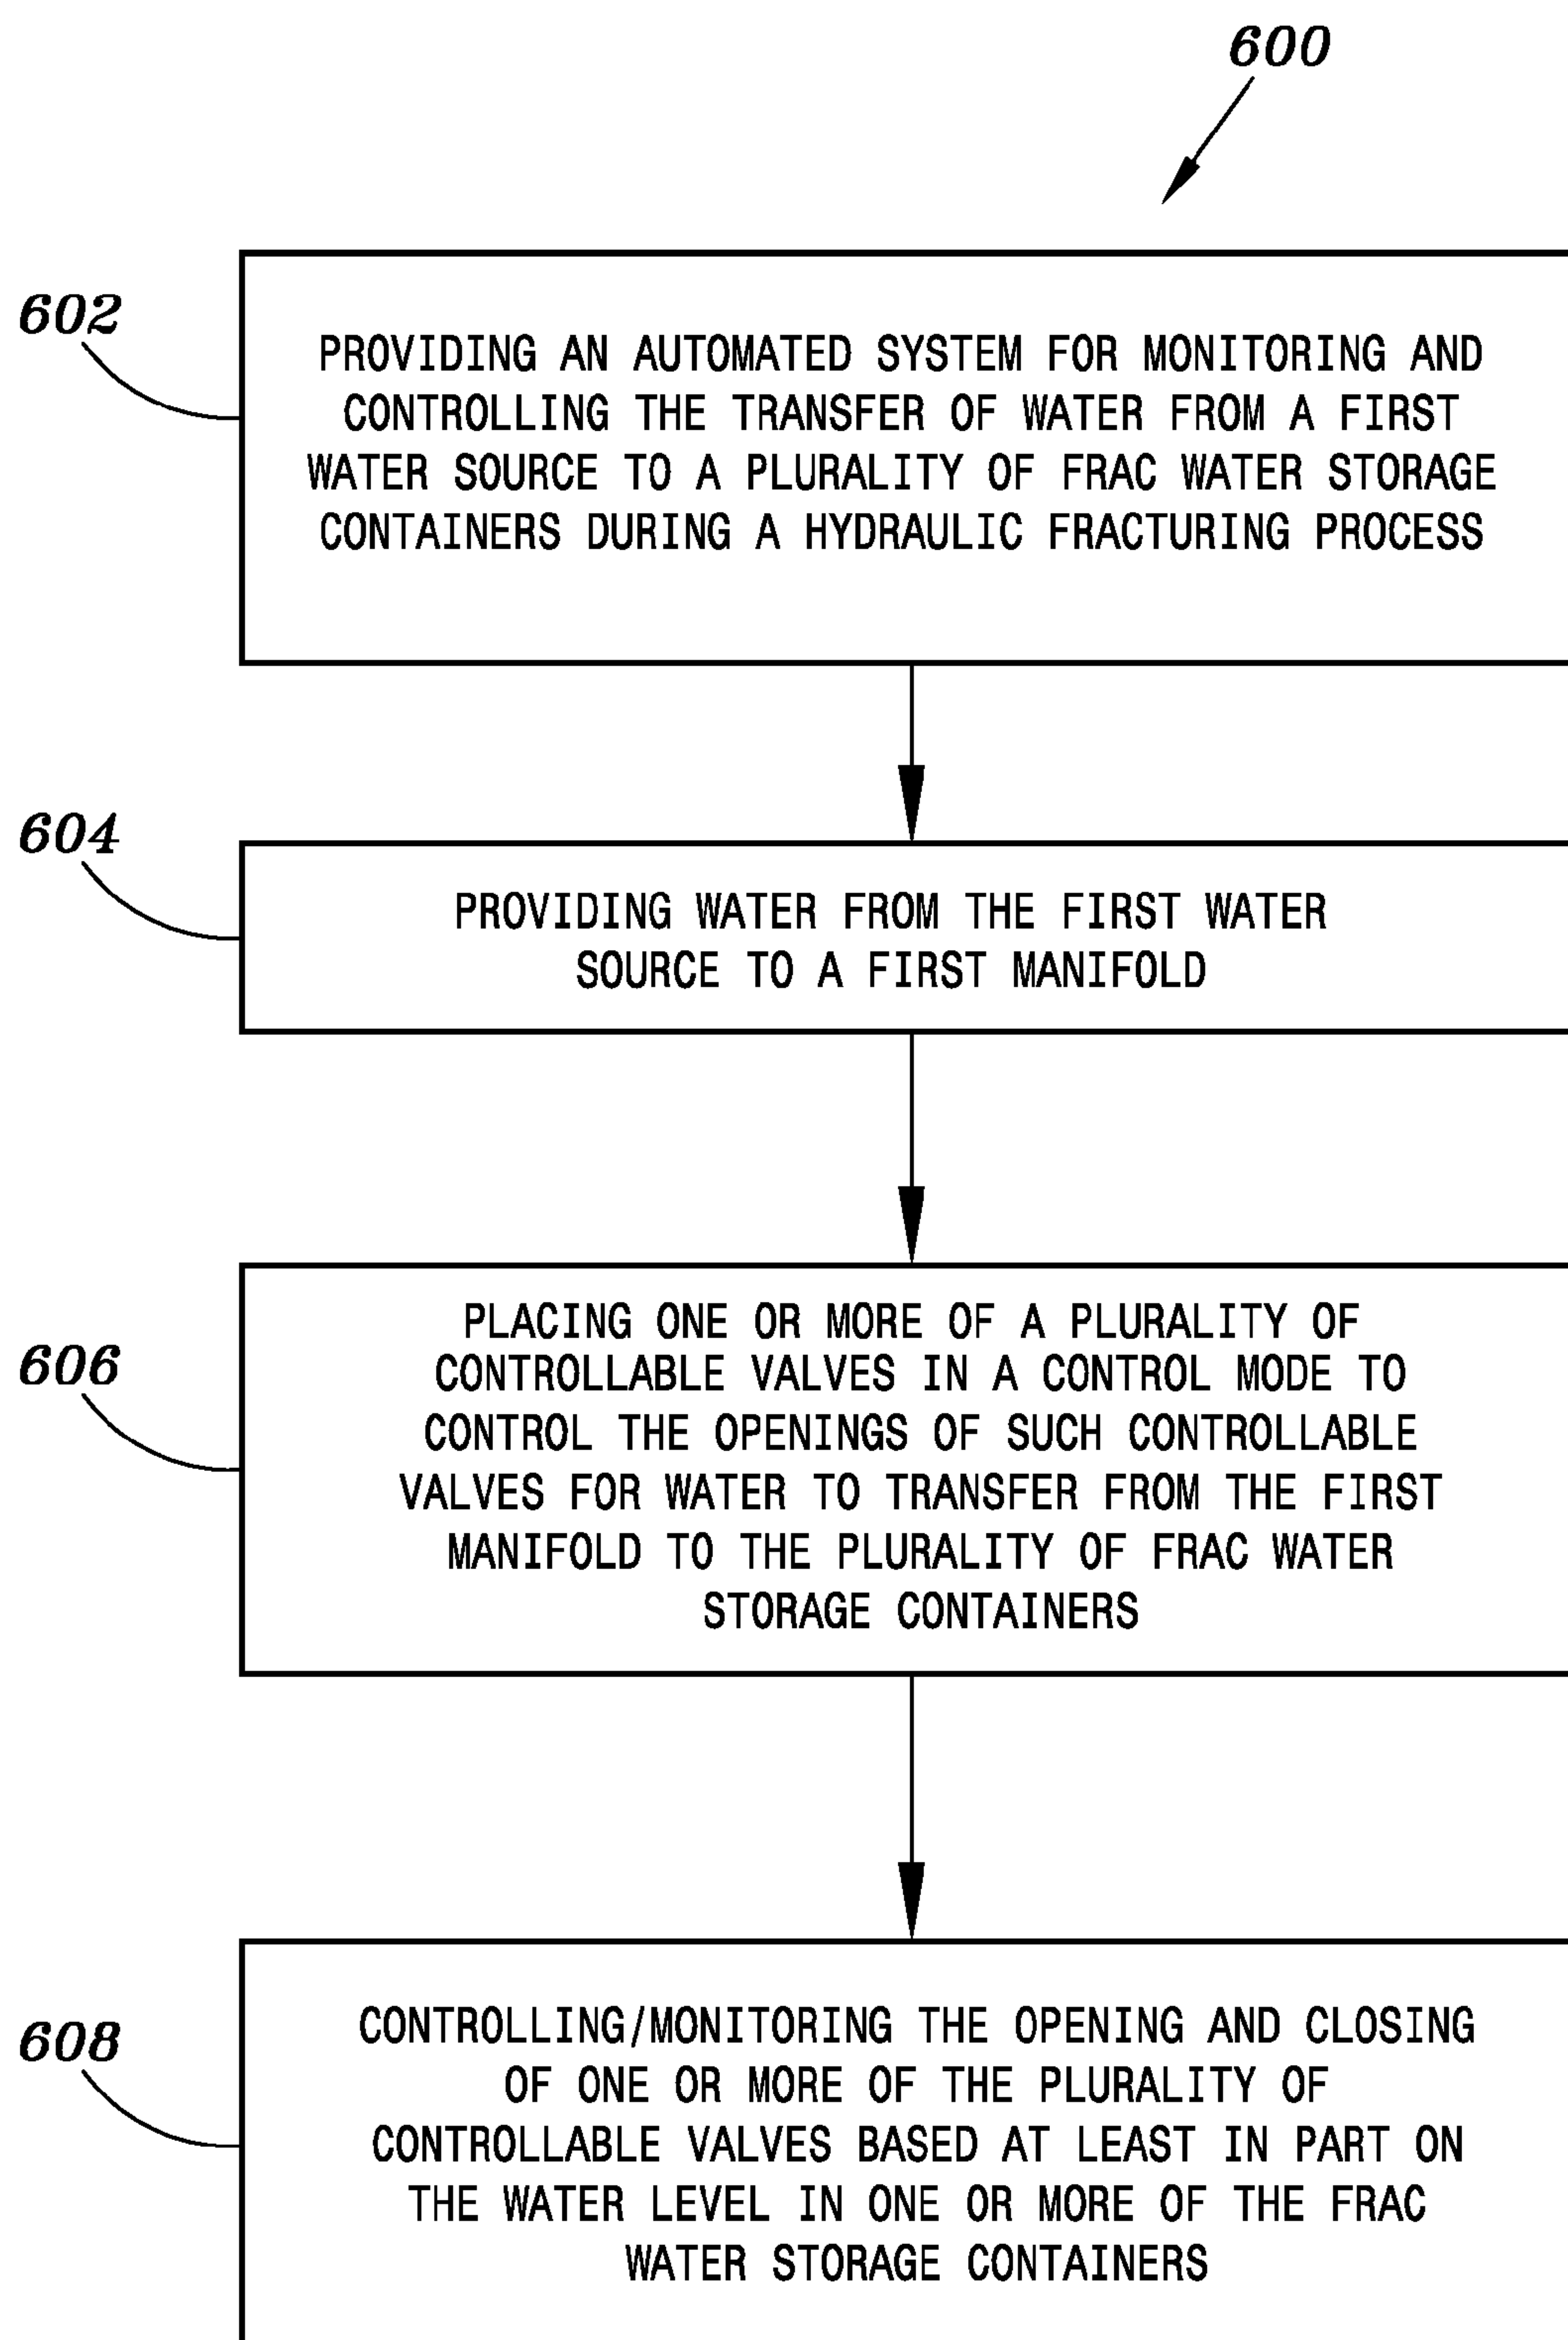 600
602
PROVIDING AN AUTOMATED SYSTEM FOR MONITORING AND
CONTROLLING THE TRANSFER OF WATER FROM A FIRST
WATER SOURCE TO A PLURALITY OF FRAC WATER STORAGE
CONTAINERS DURING A HYDRAULIC FRACTURING PROCESS
604
PROVIDING WATER FROM THE FIRST WATER
SOURCE TO A FIRST MANIFOLD
606
PLACING ONE OR MORE OF A PLURALITY OF
CONTROLLABLE VALVES IN A CONTROL MODE TO
CONTROL THE OPENINGS OF SUCH CONTROLLABLE
VALVES FOR WATER TO TRANSFER FROM THE FIRST
MANIFOLD TO THE PLURALITY OF FRAC WATER
STORAGE CONTAINERS
608
CONTROLLING/MONITORING THE OPENING AND CLOSING
OF ONE OR MORE OF THE PLURALITY OF
CONTROLLABLE VALVES BASED AT LEAST IN PART ON
THE WATER LEVEL IN ONE OR MORE OF THE FRAC
WATER STORAGE CONTAINERS